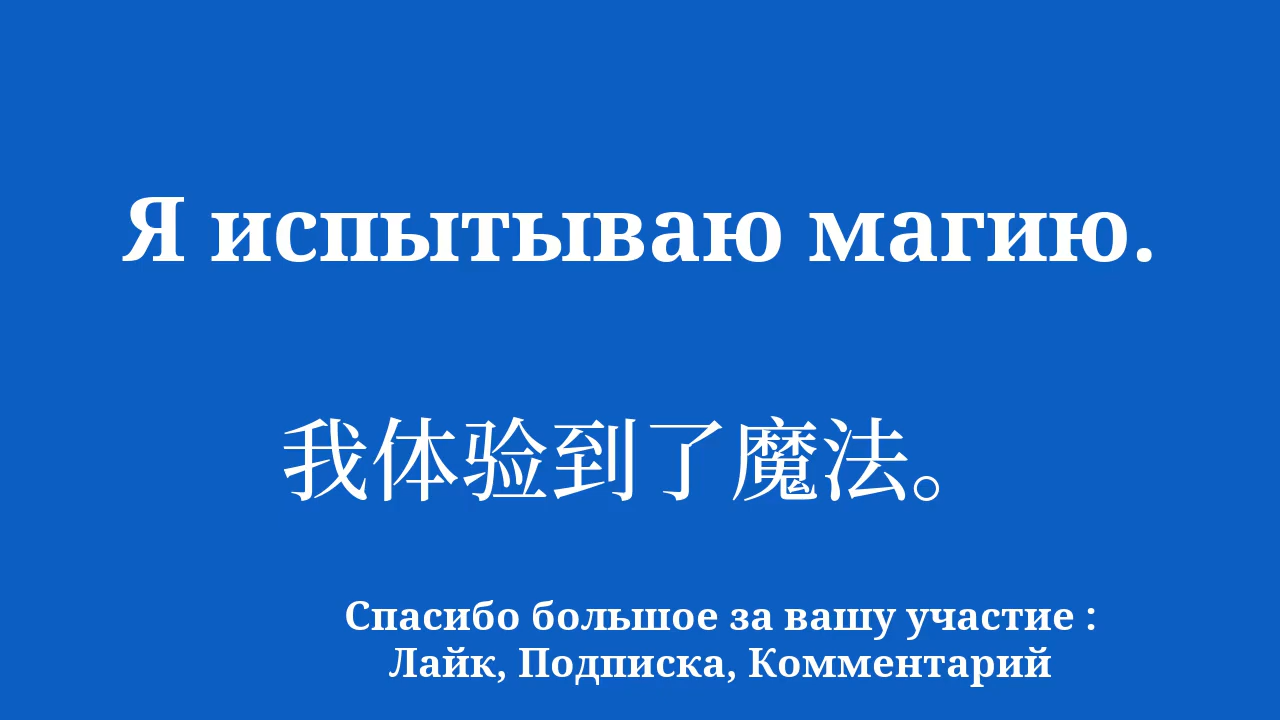 Я испытываю магию.
我体验到了魔法。
Спасибо большое за вашу участие :
Лайк, Подписка, Комментарий